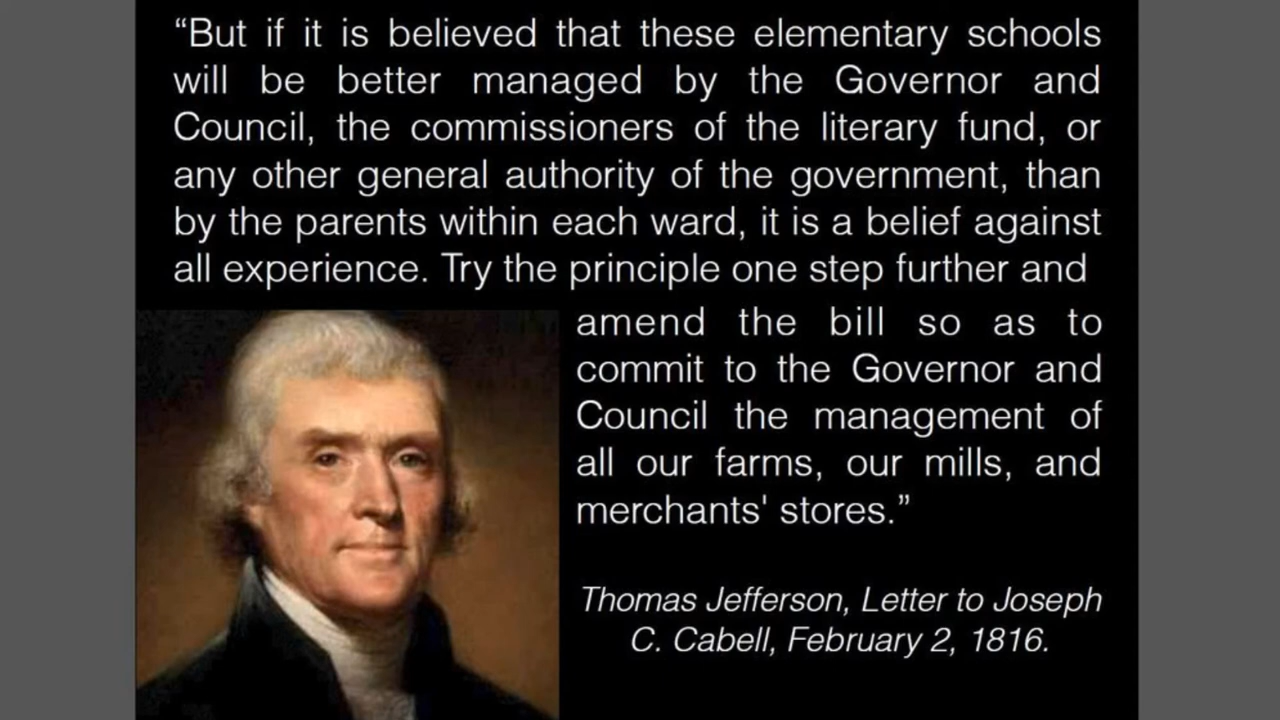 “But if it is believed that these elementary schools
will be better managed by the Governor and
Council, the commissioners of the literary fund, or
any other general authority of the government, than
by the parents within each ward, it is a belief against
all experience. Try the principle one step further and
amend the bill so as to
commit to the Governor and
Council the management of
all our farms, our mills, and
merchants' stores.”
Thomas Jefferson, Letter to Joseph
C. Cabell, February 2, 1816.